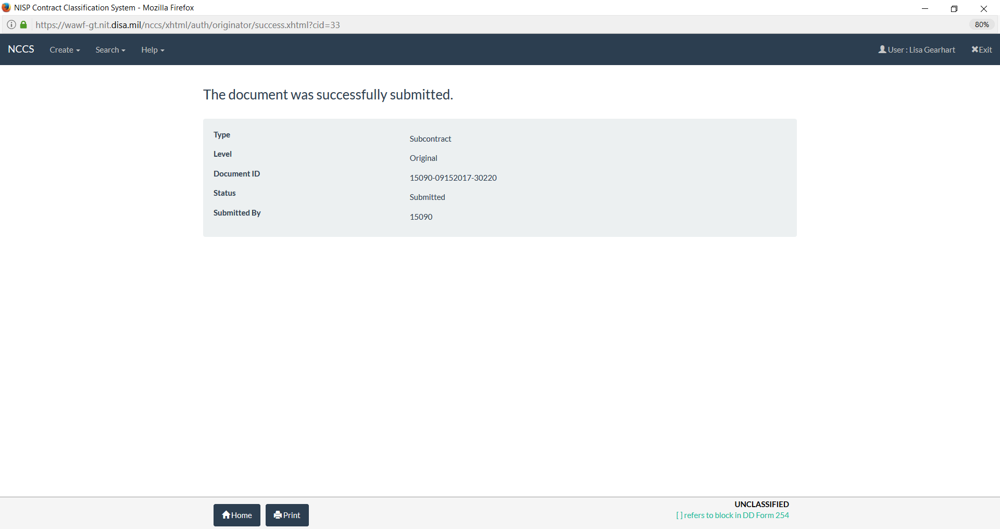 NISP Contract Classification System - Mozilla Firefox
https://wawf-gt.nit.disa.mil/nccs/xhtml/auth/originator/success.xhtml?cid=33
80%
NCCS Create Search Help User : Lisa Gearhart Exit
The document was successfully submitted.
Type Subcontract
Level Original
Document ID 15090-09152017-30220
Status Submitted
Submitted By 15090
Home Print
UNCLASSIFIED
[ ] refers to block in DD Form 254